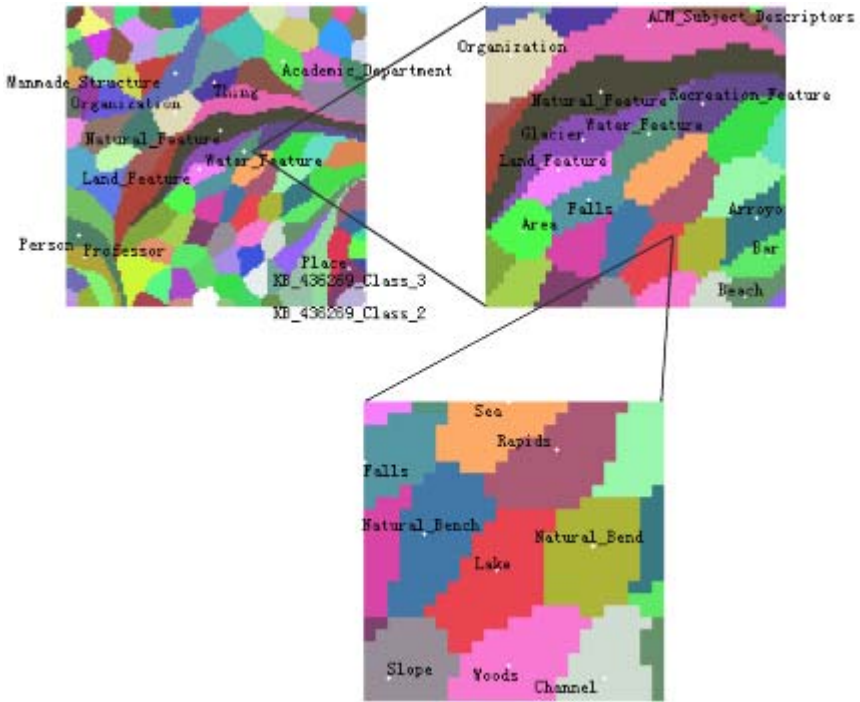 Manmade_Structure
Organization
Thing
Academic_Department
Natural_Feature
Water_Feature
Land_Feature
Person
Professor
Place
KB_436269_Class_3
KB_436269_Class_2
ACM_Subject_Descriptors
Organization
Natural_Feature
Recreation_Feature
Glacier
Water_Feature
Land_Feature
Falls
Area
Arroyo
Bar
Beach
Sea
Rapids
Falls
Natural_Bench
Natural_Bend
Lake
Slope
Woods
Channel